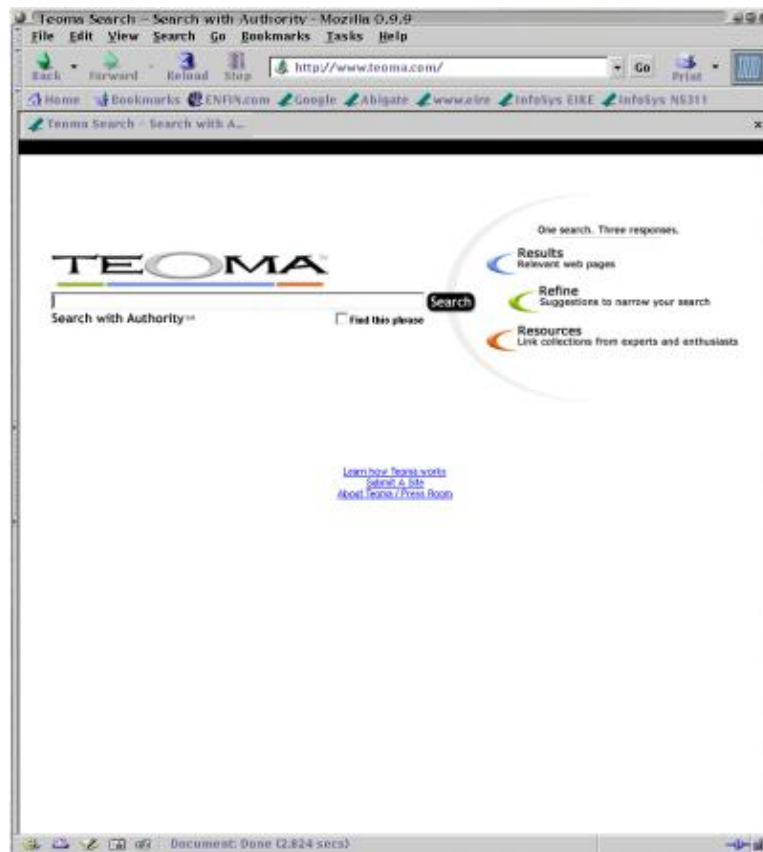 Teoma Search – Search with Authority - Mozilla 0.9.9
File Edit View Search Go Bookmarks Tasks Help
Back Forward Reload Stop http://www.teoma.com/ Go Print
Home Bookmarks ENFIN.com Google Abigate www.eire InfoSys EIKE InfoSys NS311
Teoma Search – Search with A...
One search. Three responses.
Results
Relevant web pages
TEOMA
Refine
Suggestions to narrow your search
Search
Search with Authority
Find this phrase
Resources
Link collections from experts and enthusiasts
Learn how Teoma works
Submit A Site
About Teoma / Press Room
Document: Done (2.824 secs)